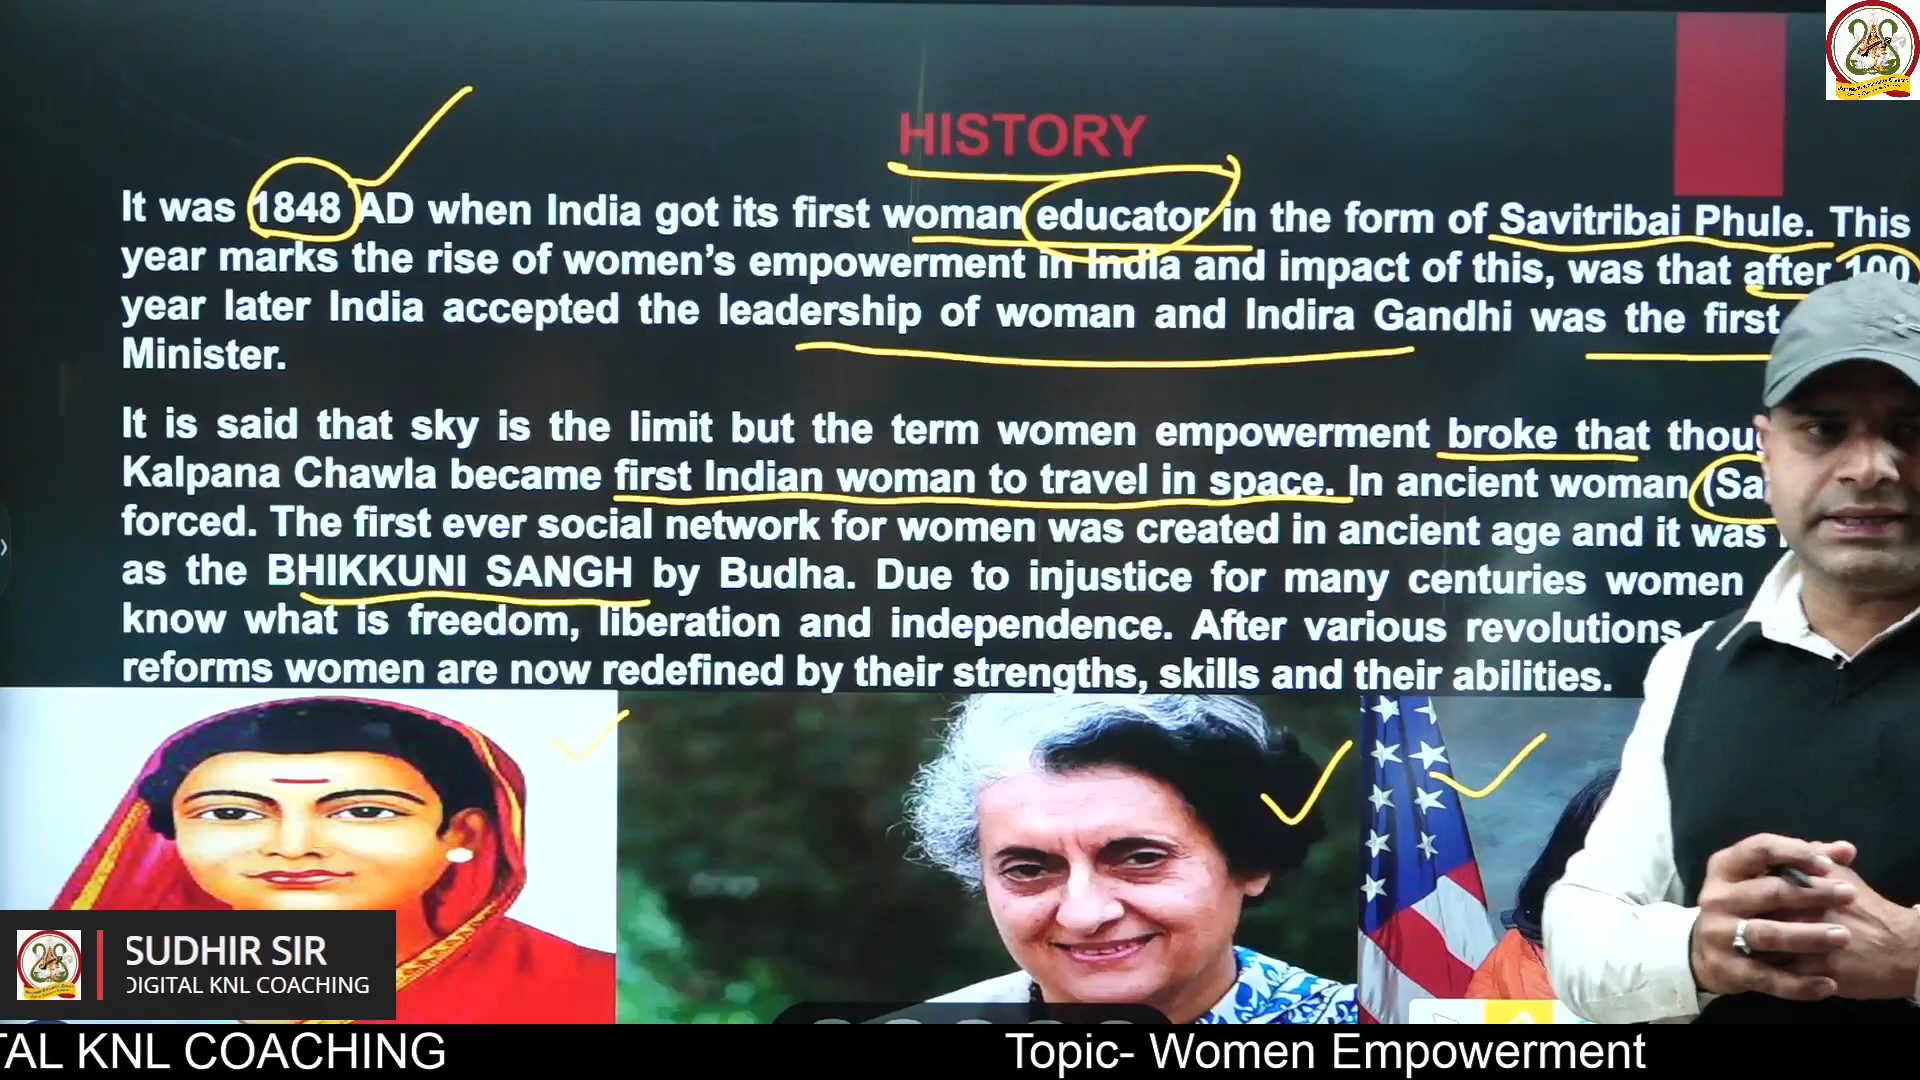 HISTORY
It was 1848 AD when India got its first woman educator in the form of Savitribai Phule. This
year marks the rise of women’s empowerment in India and impact of this, was that after 100
year later India accepted the leadership of woman and Indira Gandhi was the first
Minister.
It is said that sky is the limit but the term women empowerment broke that
Kalpana Chawla became first Indian woman to travel in space. In ancient woman
forced. The first ever social network for women was created in ancient age and it was
as the BHIKKUNI SANGH by Budha. Due to injustice for many centuries women
know what is freedom, liberation and independence. After various revolutions
reforms women are now redefined by their strengths, skills and their abilities.
SUDHIR SIR
DIGITAL KNL COACHING
TAL KNL COACHING
Topic- Women Empowerment